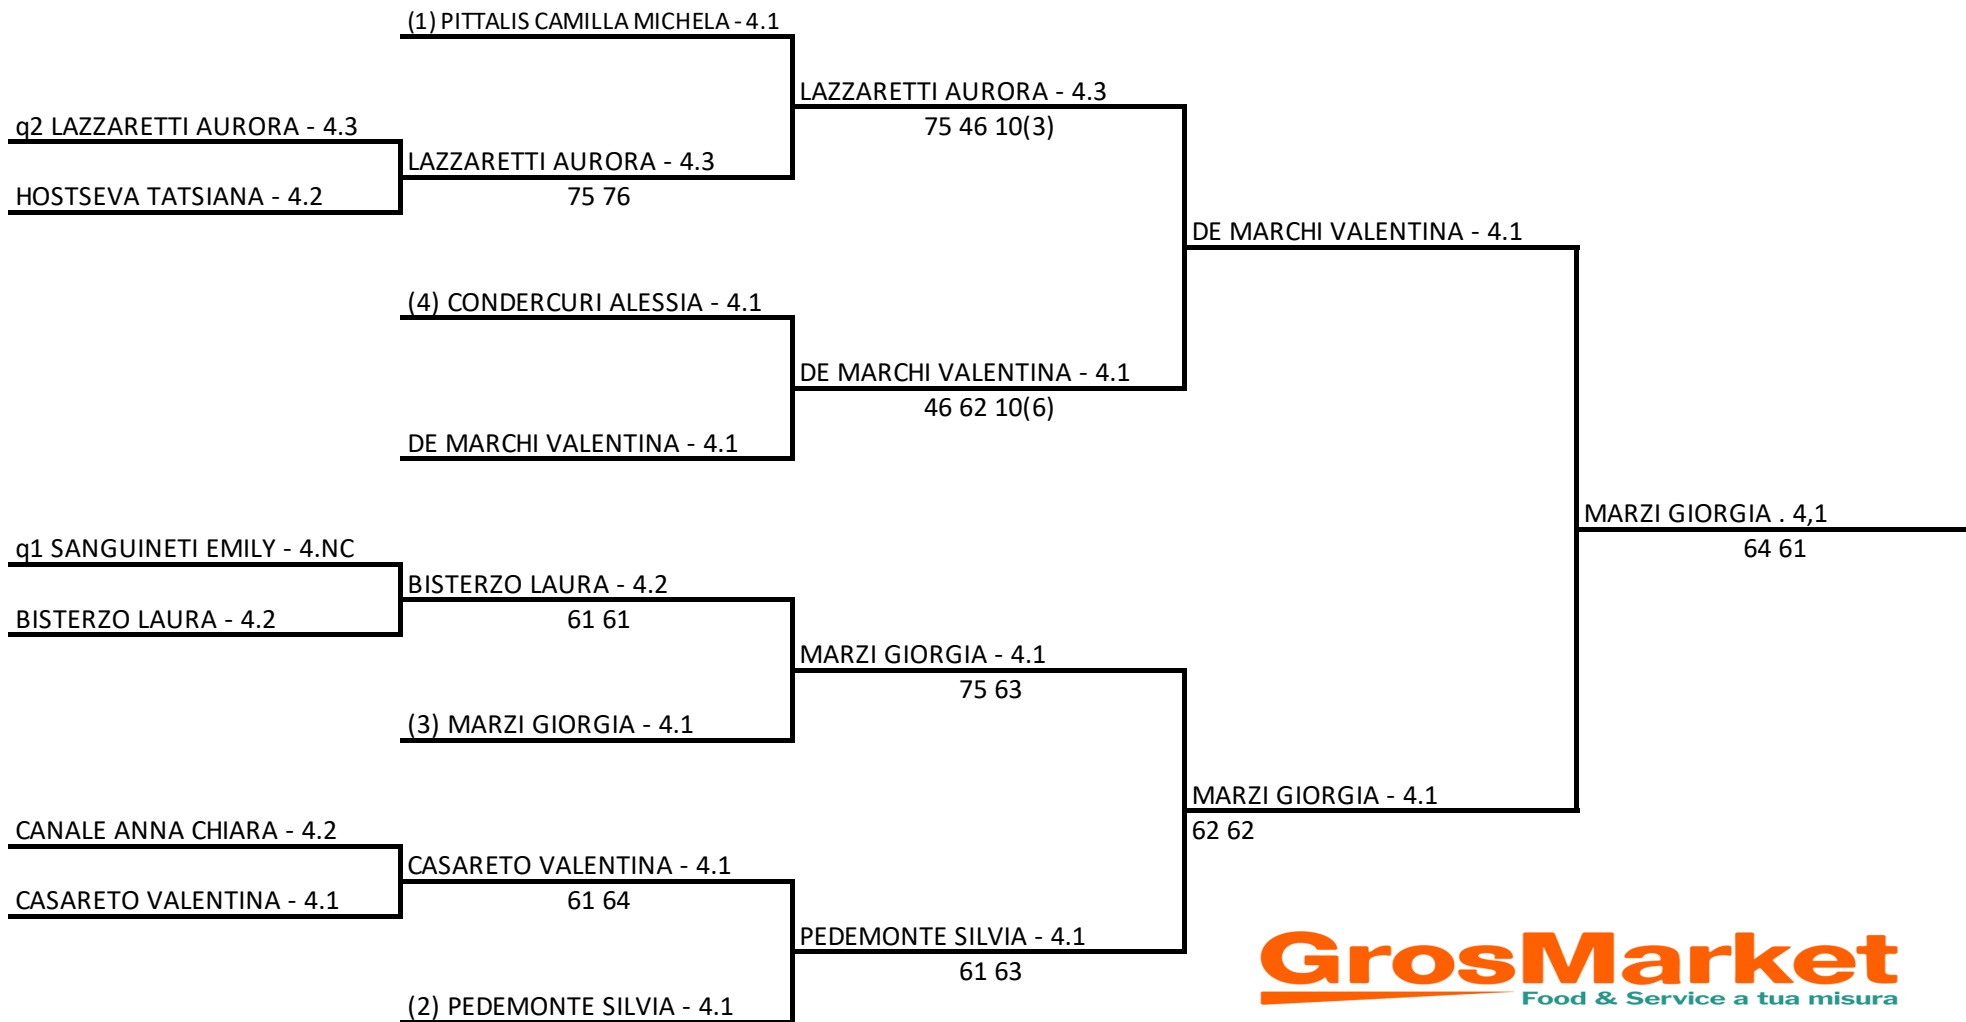 (1) PITTALIS CAMILLA MICHELA - 4.1
LAZZARETTI AURORA - 4.3
q2 LAZZARETTI AURORA - 4.3
75 46 10(3)
LAZZARETTI AURORA - 4.3
HOSTSEVA TATSIANA - 4.2
75 76
DE MARCHI VALENTINA - 4.1
(4) CONDERCURI ALESSIA - 4.1
DE MARCHI VALENTINA - 4.1
46 62 10(6)
DE MARCHI VALENTINA - 4.1
MARZI GIORGIA . 4,1
q1 SANGUINETI EMILY - 4.NC
64 61
BISTERZO LAURA - 4.2
BISTERZO LAURA - 4.2
61 61
MARZI GIORGIA - 4.1
75 63
(3) MARZI GIORGIA - 4.1
MARZI GIORGIA - 4.1
CANALE ANNA CHIARA - 4.2
62 62
CASARETO VALENTINA - 4.1
CASARETO VALENTINA - 4.1
61 64
PEDEMONTE SILVIA - 4.1
61 63
(2) PEDEMONTE SILVIA - 4.1
GrosMarket
Food & Service a tua misura